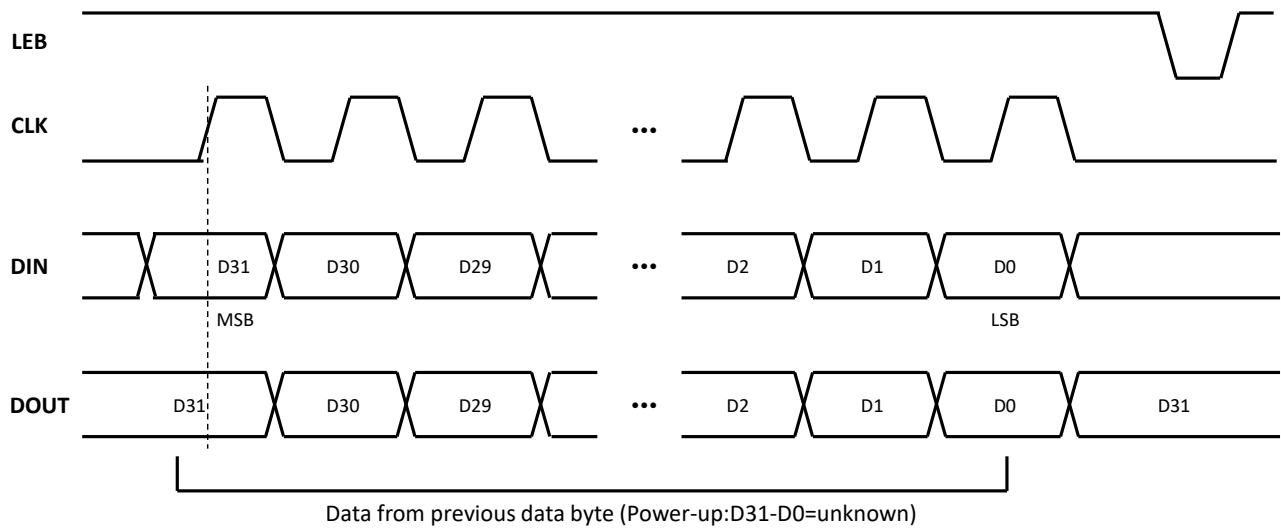 LEB
CLK
•••
DIN
D31 D30 D29 ••• D2 D1 D0
MSB LSB
DOUT
D31 D30 D29 ••• D2 D1 D0 D31
Data from previous data byte (Power-up:D31-D0=unknown)